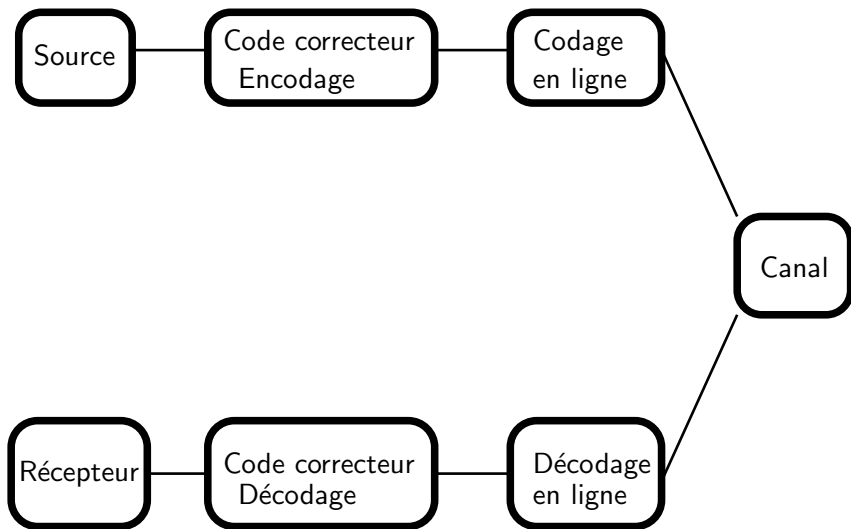 Source
Code correcteur
Encodage
Codage
en ligne
Canal
Récepteur
Code correcteur
Décodage
Décodage
en ligne